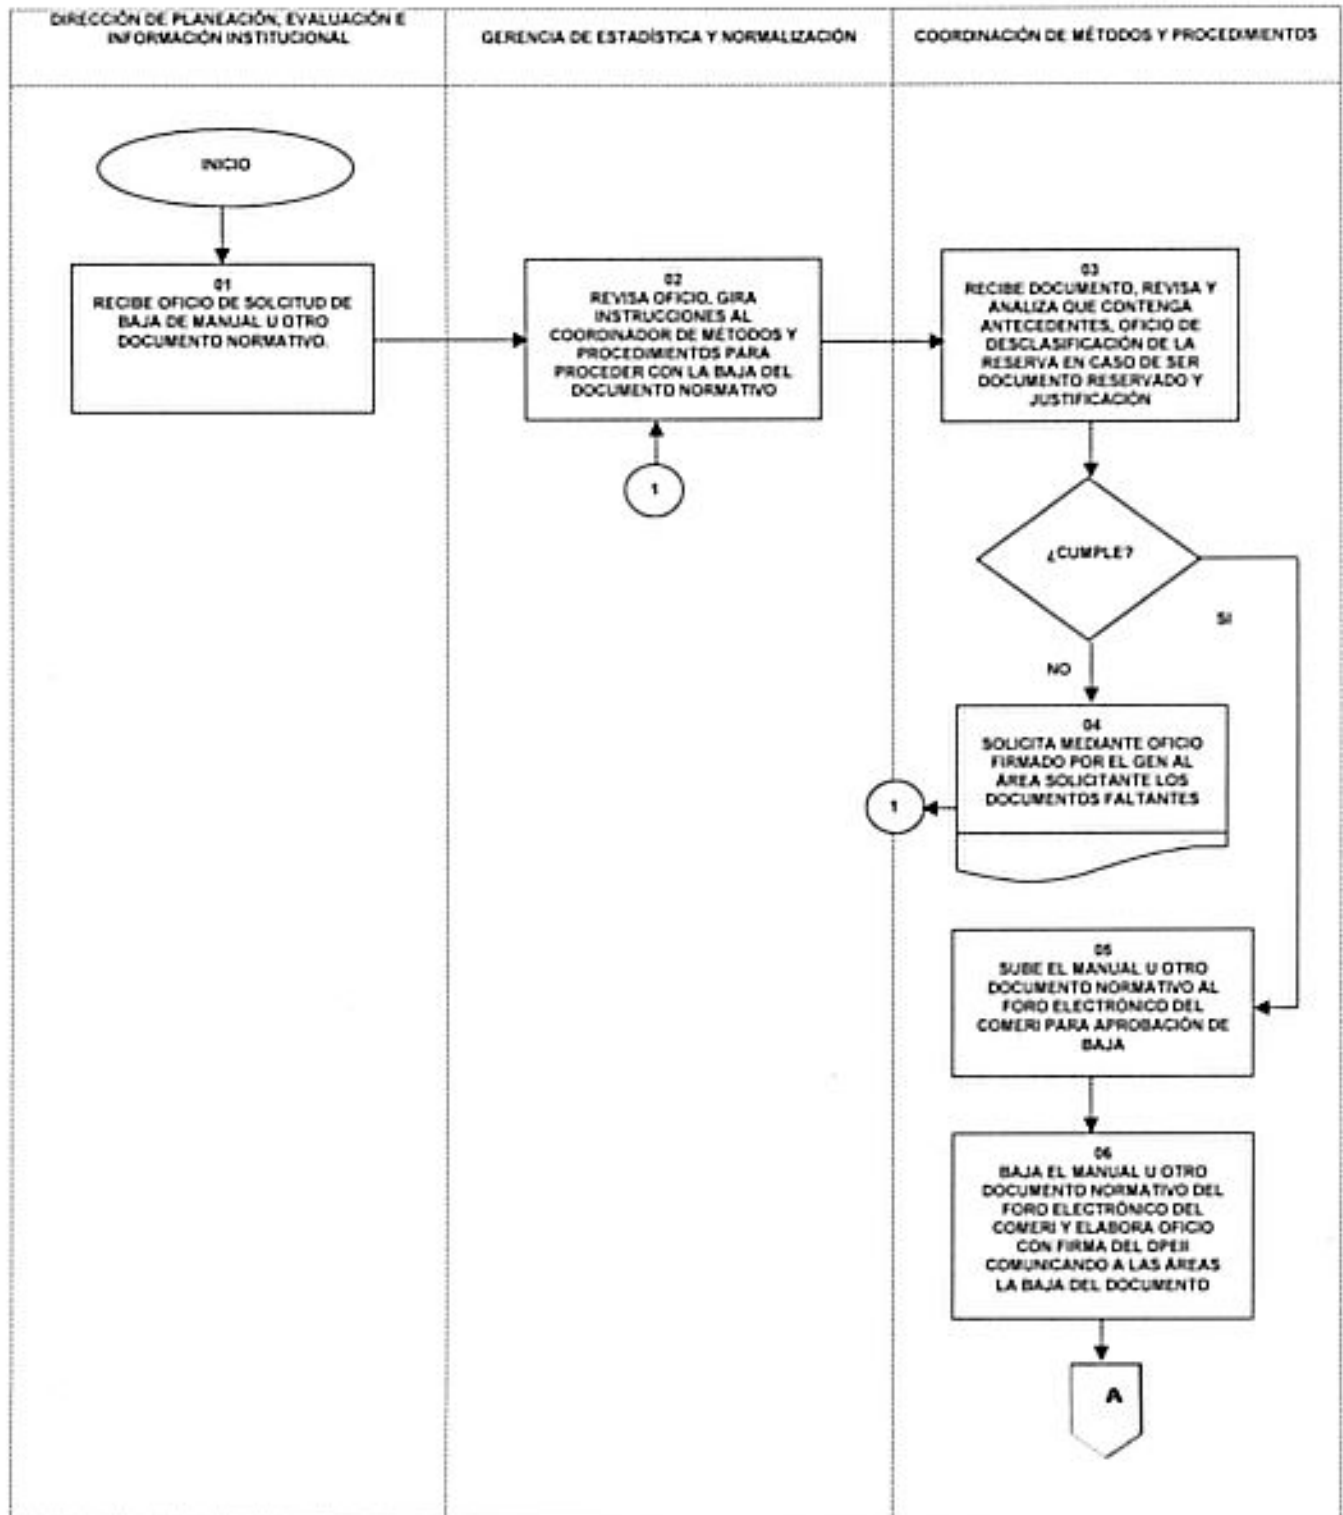 DIRECCIÓN DE PLANEACIÓN, EVALUACIÓN E
INFORMACIÓN INSTITUCIONAL
GERENCIA DE ESTADÍSTICA Y NORMALIZACIÓN
COORDINACIÓN DE MÉTODOS Y PROCEDIMIENTOS
INICIO
01
RECIBE OFICIO DE SOLCITUD DE
BAJA DE MANUAL U OTRO
DOCUMENTO NORMATIVO.
02
REVISA OFICIO, GIRA
INSTRUCCIONES AL
COORDINADOR DE MÉTODOS Y
PROCEDIMIENTOS PARA
PROCEDER CON LA BAJA DEL
DOCUMENTO NORMATIVO
1
03
RECIBE DOCUMENTO, REVISA Y
ANALIZA QUE CONTENGA
ANTECEDENTES, OFICIO DE
DESCLASIFICACIÓN DE LA
RESERVA EN CASO DE SER
DOCUMENTO RESERVADO Y
JUSTIFICACIÓN
¿CUMPLE?
SI
NO
04
SOLICITA MEDIANTE OFICIO
FIRMADO POR EL GEN AL
ÁREA SOLICITANTE LOS
DOCUMENTOS FALTANTES
1
05
SUBE EL MANUAL U OTRO
DOCUMENTO NORMATIVO AL
FORO ELECTRÓNICO DEL
COMERI PARA APROBACIÓN DE
BAJA
06
BAJA EL MANUAL U OTRO
DOCUMENTO NORMATIVO DEL
FORO ELECTRÓNICO DEL
COMERI Y ELABORA OFICIO
CON FIRMA DEL DPEII
COMUNICANDO A LAS ÁREAS
LA BAJA DEL DOCUMENTO
A